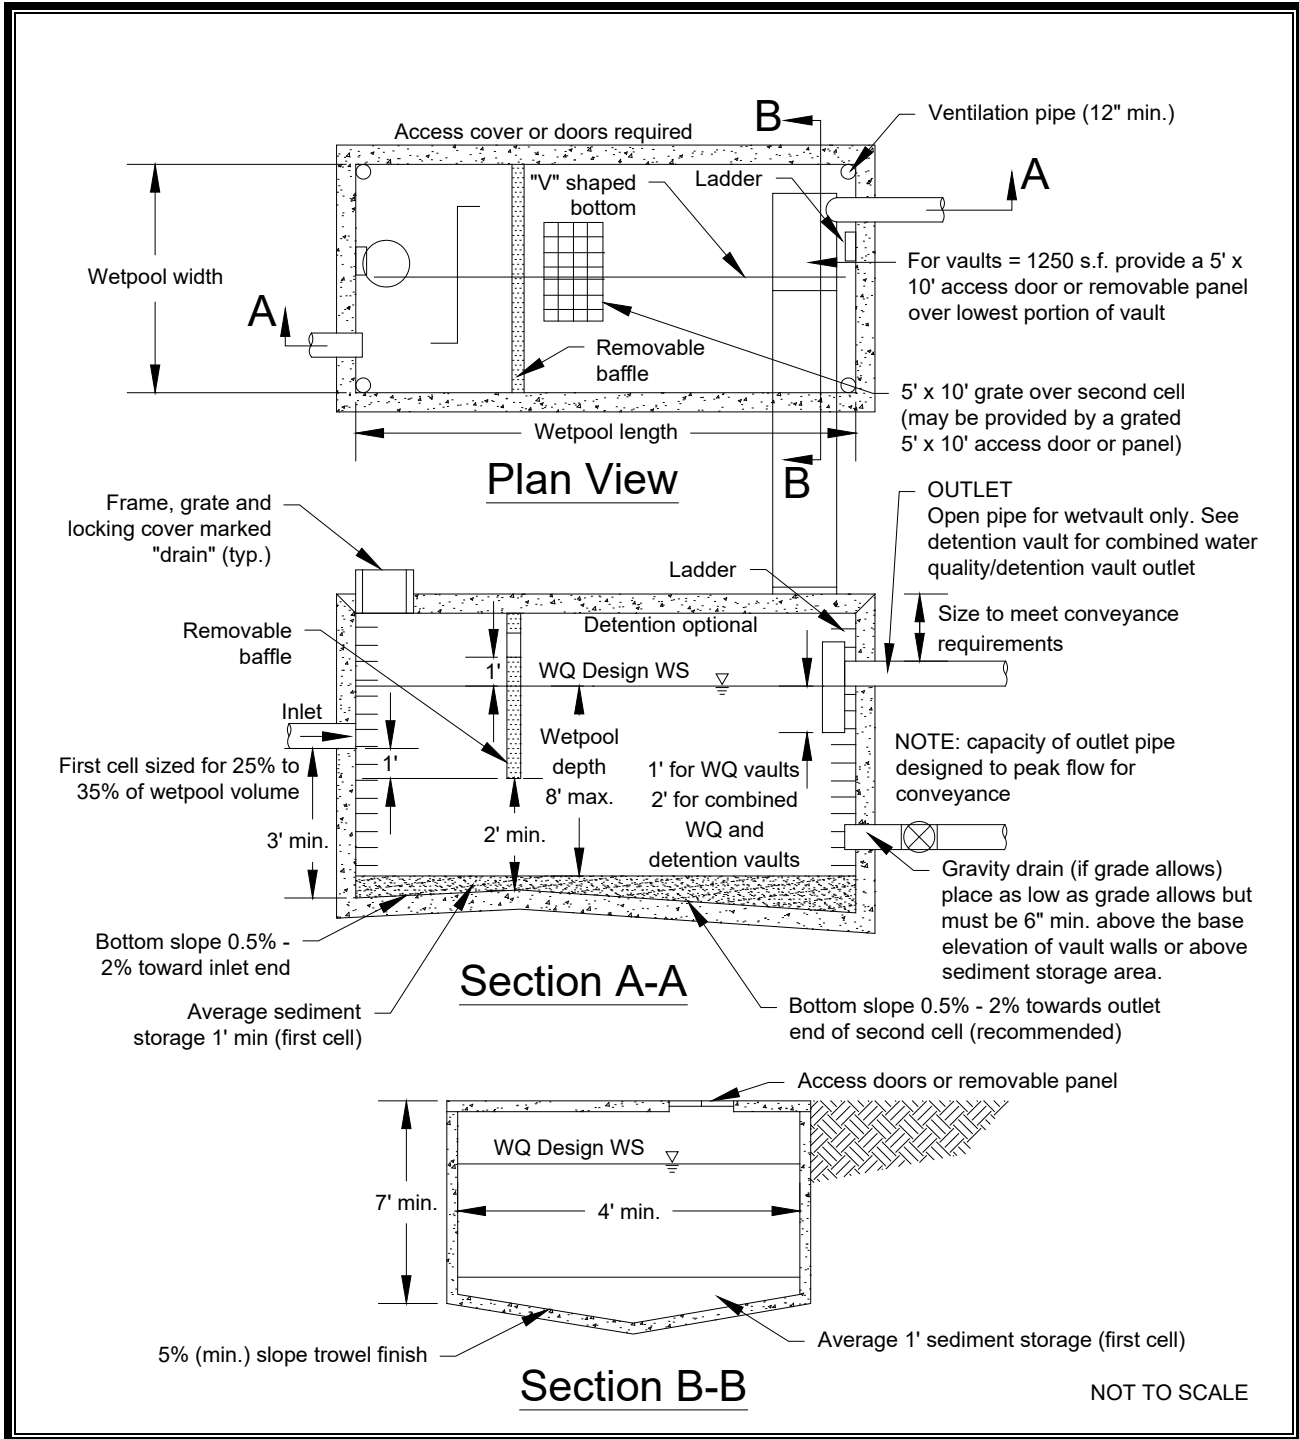 Access cover or doors required
B
Ventilation pipe (12" min.)
"V" shaped
bottom
Ladder
A
Wetpool width
For vaults = 1250 s.f. provide a 5' x
10' access door or removable panel
over lowest portion of vault
A
Removable
baffle
5' x 10' grate over second cell
(may be provided by a grated
5' x 10' access door or panel)
Wetpool length
Plan View
B
Frame, grate and
locking cover marked
"drain" (typ.)
OUTLET
Open pipe for wetvault only. See
detention vault for combined water
quality/detention vault outlet
Ladder
Size to meet conveyance
requirements
Removable
baffle
Detention optional
1'
WQ Design WS
Inlet
Wetpool
depth
8' max.
NOTE: capacity of outlet pipe
designed to peak flow for
conveyance
First cell sized for 25% to
35% of wetpool volume
1'
1' for WQ vaults
2' for combined
WQ and
detention vaults
3' min.
2' min.
Gravity drain (if grade allows)
place as low as grade allows but
must be 6" min. above the base
elevation of vault walls or above
sediment storage area.
Bottom slope 0.5% -
2% toward inlet end
Section A-A
Average sediment
storage 1' min (first cell)
Bottom slope 0.5% - 2% towards outlet
end of second cell (recommended)
Access doors or removable panel
WQ Design WS
7' min.
4' min.
Average 1' sediment storage (first cell)
5% (min.) slope trowel finish
Section B-B
NOT TO SCALE